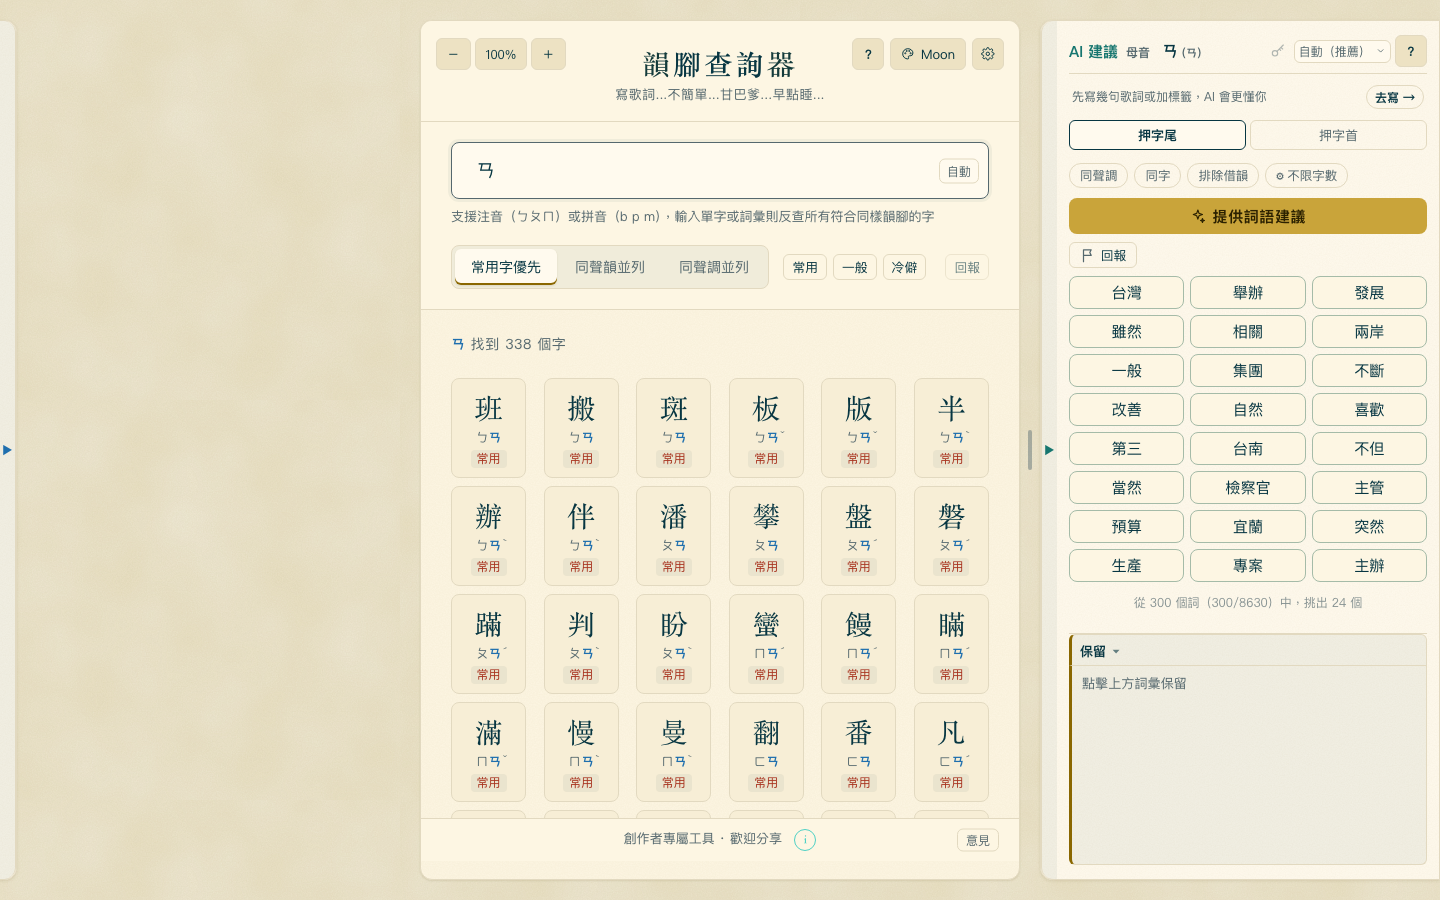 − 100% +
韻腳查詢器
寫歌詞...不簡單...甘巴爹...早點睡...
? Moon
ㄢ 自動
支援注音（ㄅㄆㄇ）或拼音（b p m），輸入單字或詞彙則反查所有符合同樣韻腳的字
常用字優先 同聲韻並列 同聲調並列 常用 一般 冷僻 回報
ㄢ 找到 338 個字
班 搬 斑 板 版 半
ㄅㄢ ㄅㄢ ㄅㄢ ㄅㄢˇ ㄅㄢˇ ㄅㄢˋ
常用 常用 常用 常用 常用 常用
辦 伴 潘 攀 盤 磐
ㄅㄢˋ ㄅㄢˋ ㄆㄢ ㄆㄢ ㄆㄢˊ ㄆㄢˊ
常用 常用 常用 常用 常用 常用
蹣 判 盼 蠻 饅 瞞
ㄆㄢˊ ㄆㄢˋ ㄆㄢˋ ㄇㄢˊ ㄇㄢˊ ㄇㄢˊ
常用 常用 常用 常用 常用 常用
滿 慢 曼 翻 番 凡
ㄇㄢˇ ㄇㄢˋ ㄇㄢˋ ㄈㄢ ㄈㄢ ㄈㄢˊ
常用 常用 常用 常用 常用 常用
創作者專屬工具 · 歡迎分享 i 意見
AI 建議 母音 ㄢ (ㄢ) 自動（推薦） ?
先寫幾句歌詞或加標籤，AI 會更懂你 去寫 →
押字尾 押字首
同聲調 同字 排除借韻 ⚙ 不限字數
提供詞語建議
回報
台灣 舉辦 發展
雖然 相關 兩岸
一般 集團 不斷
改善 自然 喜歡
第三 台南 不但
當然 檢察官 主管
預算 宜蘭 突然
生產 專案 主辦
從 300 個詞（300/8630）中，挑出 24 個
保留
點擊上方詞彙保留